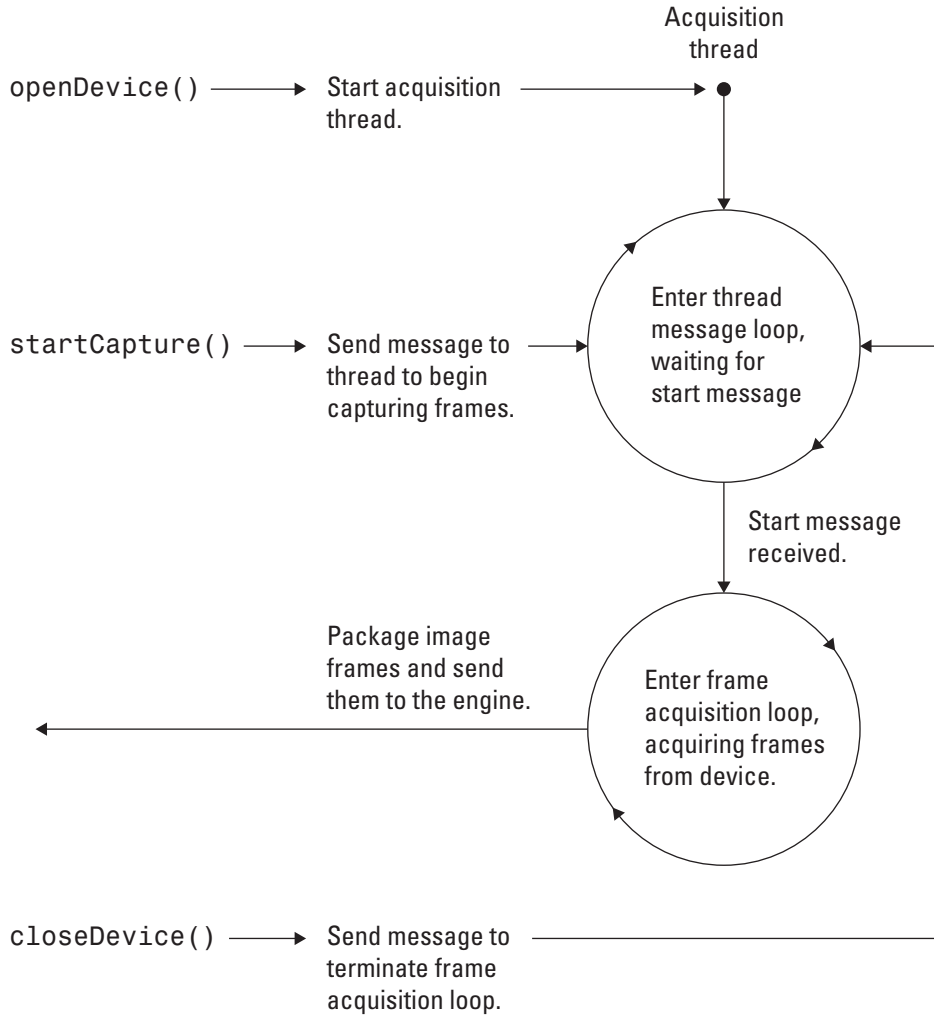 Acquisition
thread
openDevice()
Start acquisition
thread.
Enter thread
message loop,
waiting for
start message
startCapture()
Send message to
thread to begin
capturing frames.
Start message
received.
Package image
frames and send
them to the engine.
Enter frame
acquisition loop,
acquiring frames
from device.
closeDevice()
Send message to
terminate frame
acquisition loop.